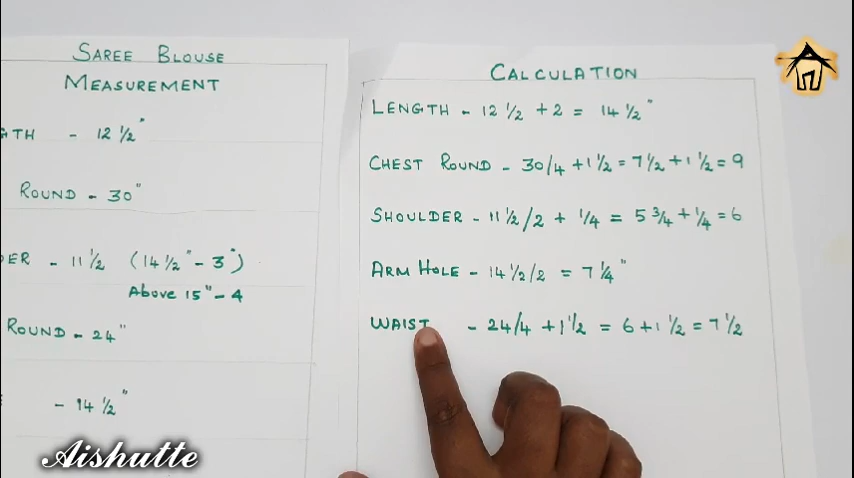 SAREE BLOUSE
MEASUREMENT
GTH - 12 1/2"
ROUND - 30"
DER - 11 1/2 (14 1/2" - 3")
Above 15" - 4
ROUND - 24"
- 14 1/2"
CALCULATION
LENGTH - 12 1/2 + 2 = 14 1/2"
CHEST ROUND - 30/4 + 1 1/2 = 7 1/2 + 1 1/2 = 9
SHOULDER - 11 1/2/2 + 1/4 = 5 3/4 + 1/4 = 6
ARM HOLE - 14 1/2/2 = 7 1/4"
WAIST - 24/4 + 1 1/2 = 6 + 1 1/2 = 7 1/2
Aishutte